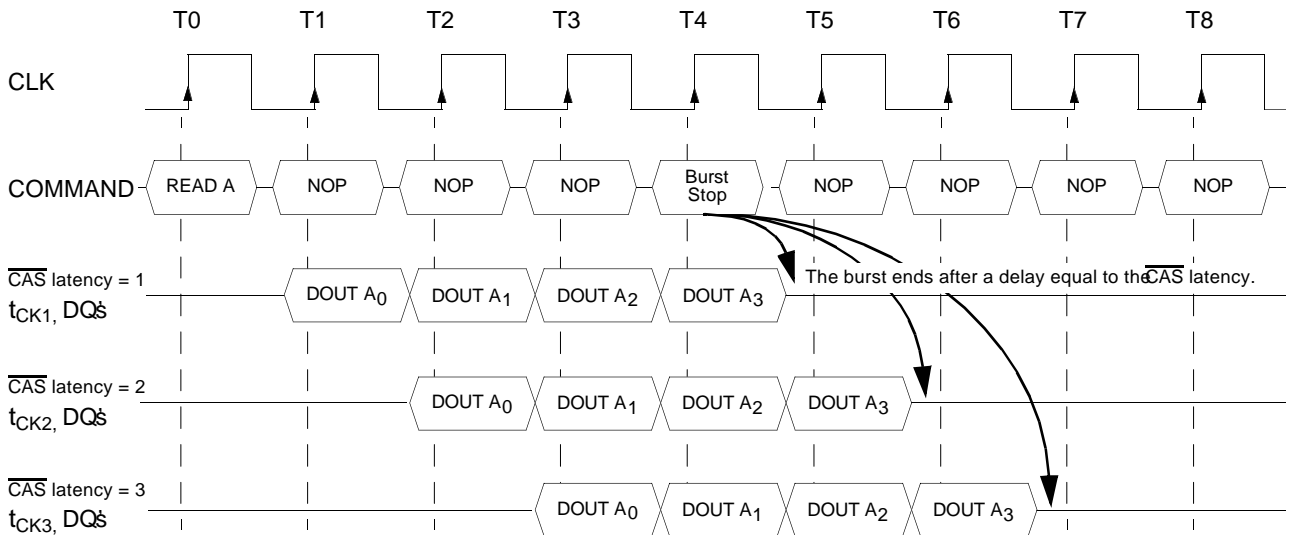 T0 T1 T2 T3 T4 T5 T6 T7 T8
CLK
COMMAND READ A NOP NOP NOP Burst Stop NOP NOP NOP NOP
CAS latency = 1
The burst ends after a delay equal to the CAS latency.
tCK1, DQ's DOUT A0 DOUT A1 DOUT A2 DOUT A3
CAS latency = 2
tCK2, DQ's DOUT A0 DOUT A1 DOUT A2 DOUT A3
CAS latency = 3
tCK3, DQ's DOUT A0 DOUT A1 DOUT A2 DOUT A3